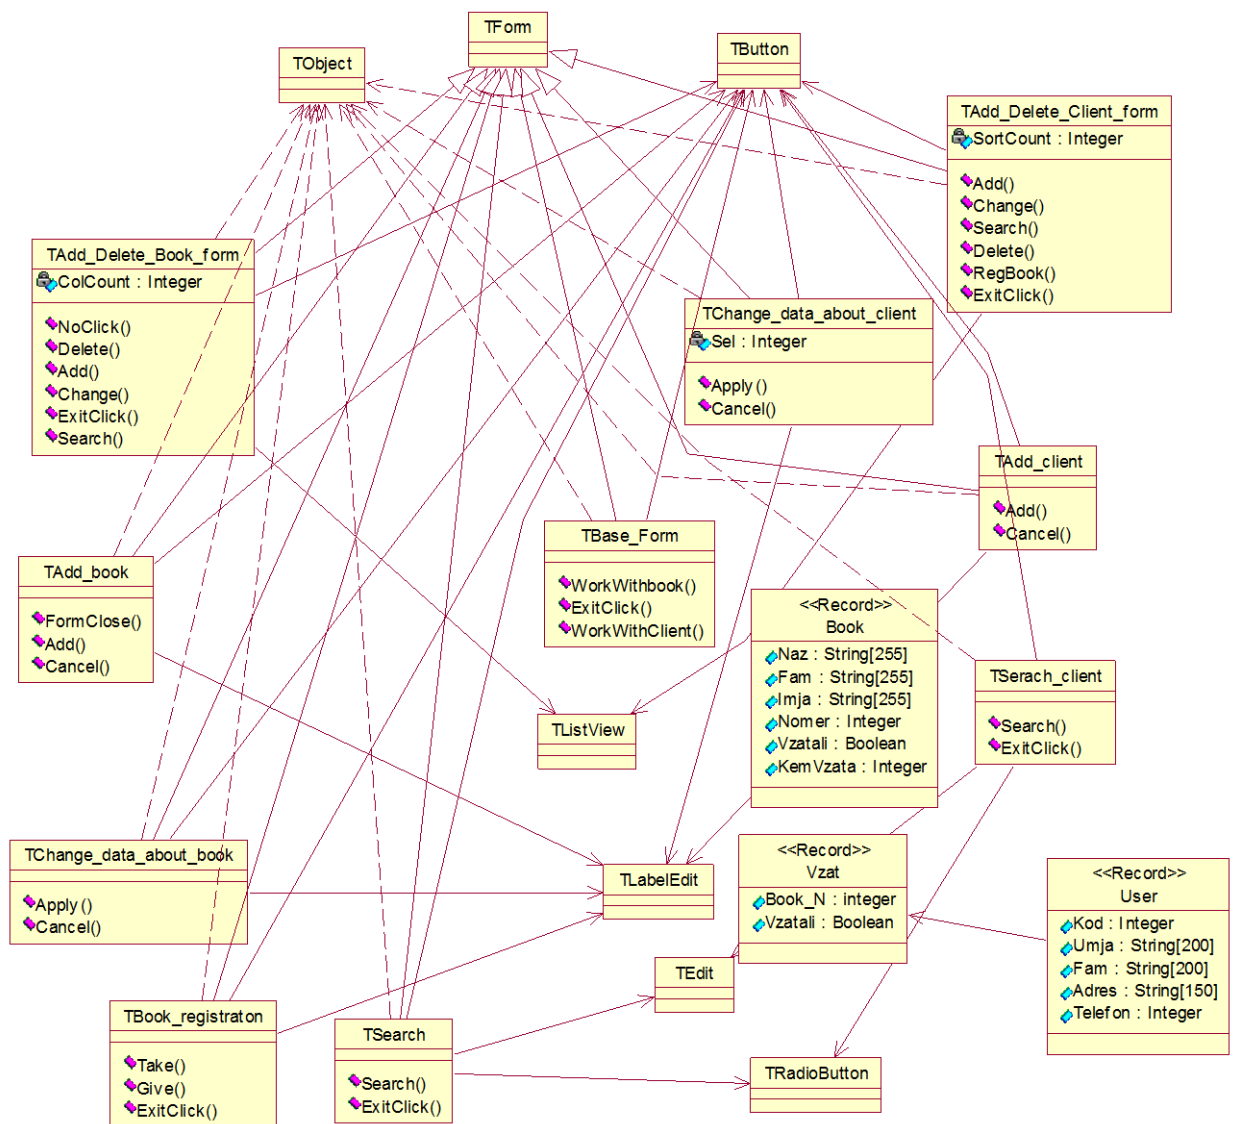 TForm
TObject
TButton
TAdd_Delete_Client_form
SortCount : Integer
Add()
Change()
Search()
Delete()
RegBook()
ExitClick()
TAdd_Delete_Book_form
ColCount : Integer
NoClick()
Delete()
Add()
Change()
ExitClick()
Search()
TChange_data_about_client
Sel : Integer
Apply()
Cancel()
TAdd_client
Add()
Cancel()
TBase_Form
WorkWithbook()
ExitClick()
WorkWithClient()
TAdd_book
FormClose()
Add()
Cancel()
<<Record>>
Book
Naz : String[255]
Fam : String[255]
Imja : String[255]
Nomer : Integer
Vzatali : Boolean
KemVzata : Integer
TSerach_client
Search()
ExitClick()
TListView
TChange_data_about_book
Apply()
Cancel()
TLabelEdit
<<Record>>
Vzat
Book_N : integer
Vzatali : Boolean
<<Record>>
User
Kod : Integer
Umja : String[200]
Fam : String[200]
Adres : String[150]
Telefon : Integer
TEdit
TBook_registraton
Take()
Give()
ExitClick()
TSearch
Search()
ExitClick()
TRadioButton